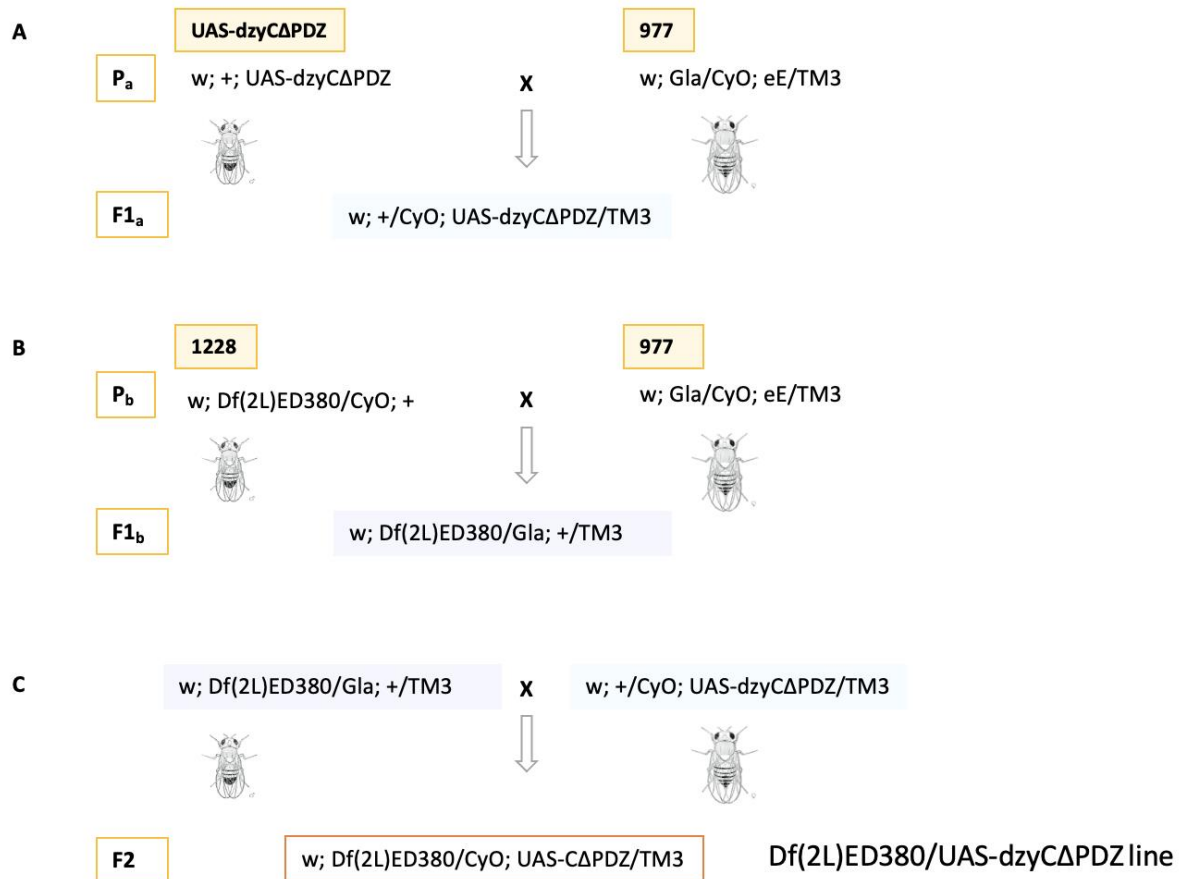 A
UAS-dzyCΔPDZ
977
Pa
w; +; UAS-dzyCΔPDZ
X
w; Gla/CyO; eE/TM3
♂
♀
F1a
w; +/CyO; UAS-dzyCΔPDZ/TM3
B
1228
977
Pb
w; Df(2L)ED380/CyO; +
X
w; Gla/CyO; eE/TM3
♂
♀
F1b
w; Df(2L)ED380/Gla; +/TM3
C
w; Df(2L)ED380/Gla; +/TM3
X
w; +/CyO; UAS-dzyCΔPDZ/TM3
♂
♀
F2
w; Df(2L)ED380/CyO; UAS-CΔPDZ/TM3
Df(2L)ED380/UAS-dzyCΔPDZ line